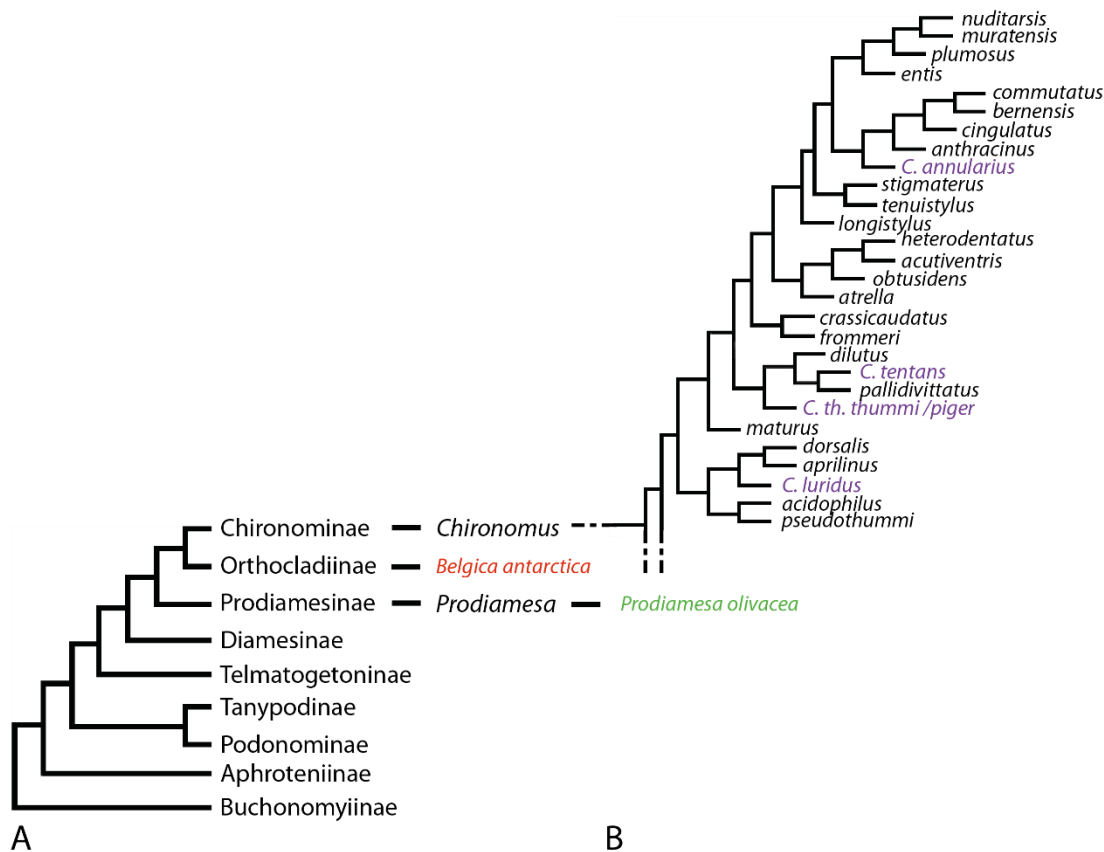 nuditarsis
muratensis
plumosus
entis
commutatus
bernensis
cingulatus
anthracinus
C. annularius
stigmaterus
tenuistylus
longistylus
heterodentatus
acutiventris
obtusidens
atrella
crassicaudatus
frommeri
dilutus
C. tentans
pallidivittatus
C. th. thummi /piger
maturus
dorsalis
aprilinus
C. luridus
acidophilus
pseudothummi
Chironominae Chironomus
Orthocladiinae Belgica antarctica
Prodiamesinae Prodiamesa Prodiamesa olivacea
Diamesinae
Telmatogetoninae
Tanypodinae
Podonominae
Aphroteniinae
Buchonomyiinae
A B